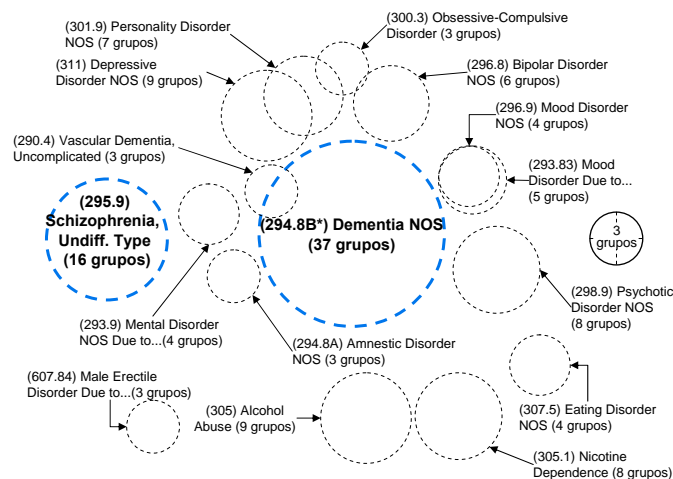 (300.3) Obsessive-Compulsive
Disorder (3 grupos)
(301.9) Personality Disorder
NOS (7 grupos)
(311) Depressive
Disorder NOS (9 grupos)
(296.8) Bipolar Disorder
NOS (6 grupos)
(296.9) Mood Disorder
NOS (4 grupos)
(290.4) Vascular Dementia,
Uncomplicated (3 grupos)
(293.83) Mood
Disorder Due to...
(5 grupos)
(295.9)
Schizophrenia,
Undiff. Type
(16 grupos)
(294.8B*) Dementia NOS
(37 grupos)
3
grupos
(298.9) Psychotic
Disorder NOS
(8 grupos)
(293.9) Mental Disorder
NOS Due to...(4 grupos)
(294.8A) Amnestic Disorder
NOS (3 grupos)
(607.84) Male Erectile
Disorder Due to...(3 grupos)
(305) Alcohol
Abuse (9 grupos)
(307.5) Eating Disorder
NOS (4 grupos)
(305.1) Nicotine
Dependence (8 grupos)